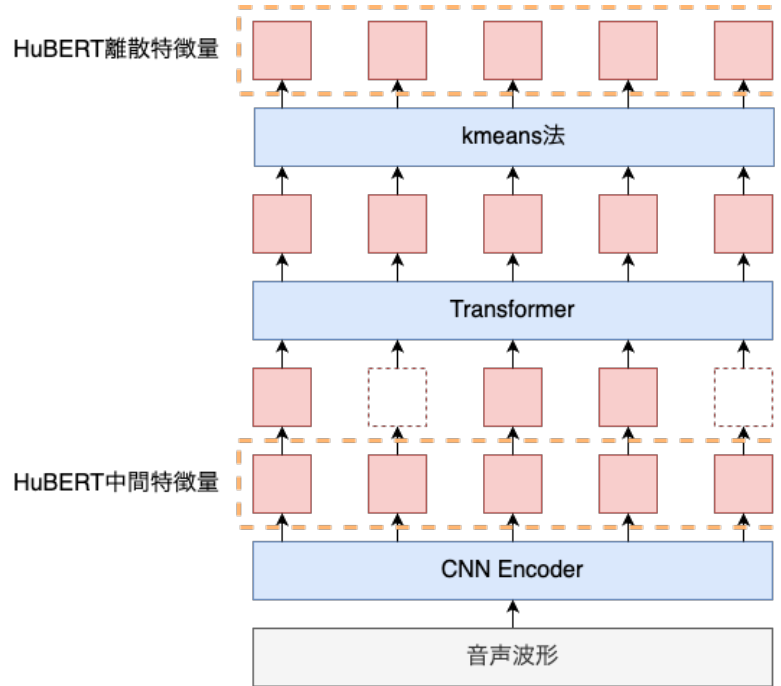 HuBERT離散特徴量
kmeans法
Transformer
HuBERT中間特徴量
CNN Encoder
音声波形